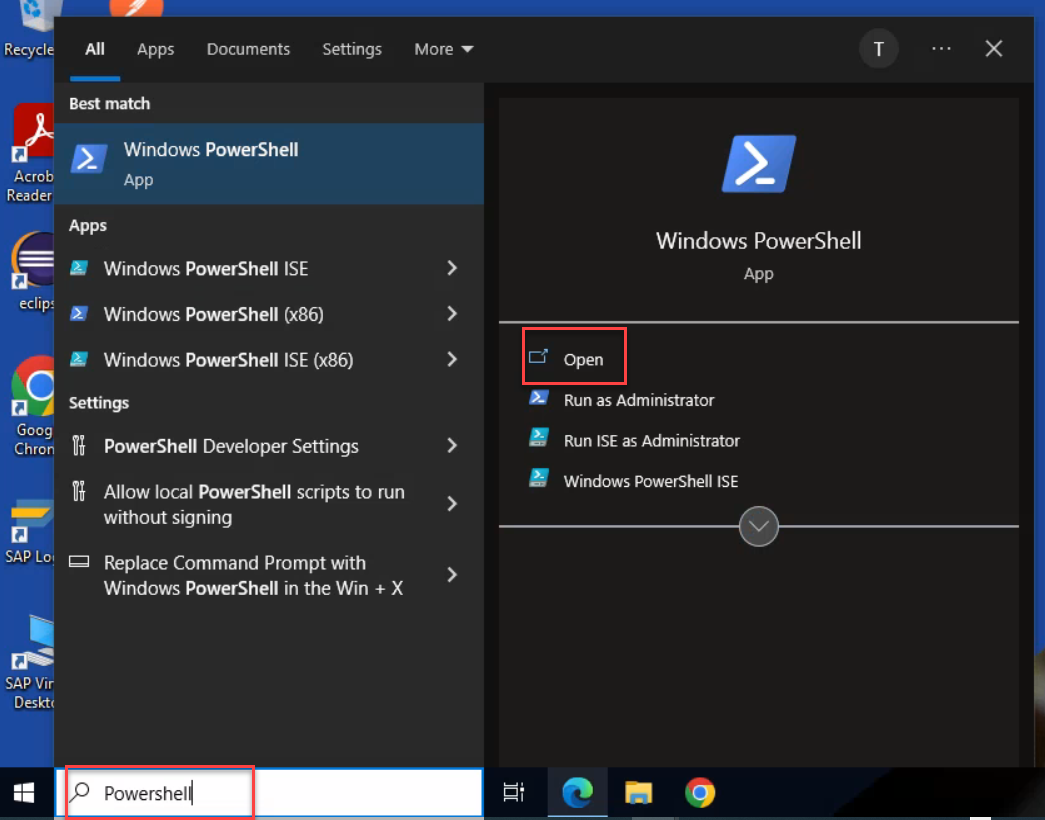 Recycle
All Apps Documents Settings More T
Best match
Windows PowerShell
App
Apps
Windows PowerShell ISE
Windows PowerShell (x86)
Windows PowerShell ISE (x86)
Settings
PowerShell Developer Settings
Allow local PowerShell scripts to run
without signing
Replace Command Prompt with
Windows PowerShell in the Win + X
Windows PowerShell
App
Open
Run as Administrator
Run ISE as Administrator
Windows PowerShell ISE
Acrob
Reader
eclips
Goog
Chrom
SAP Lo
SAP Vir
Deskto
Powershell